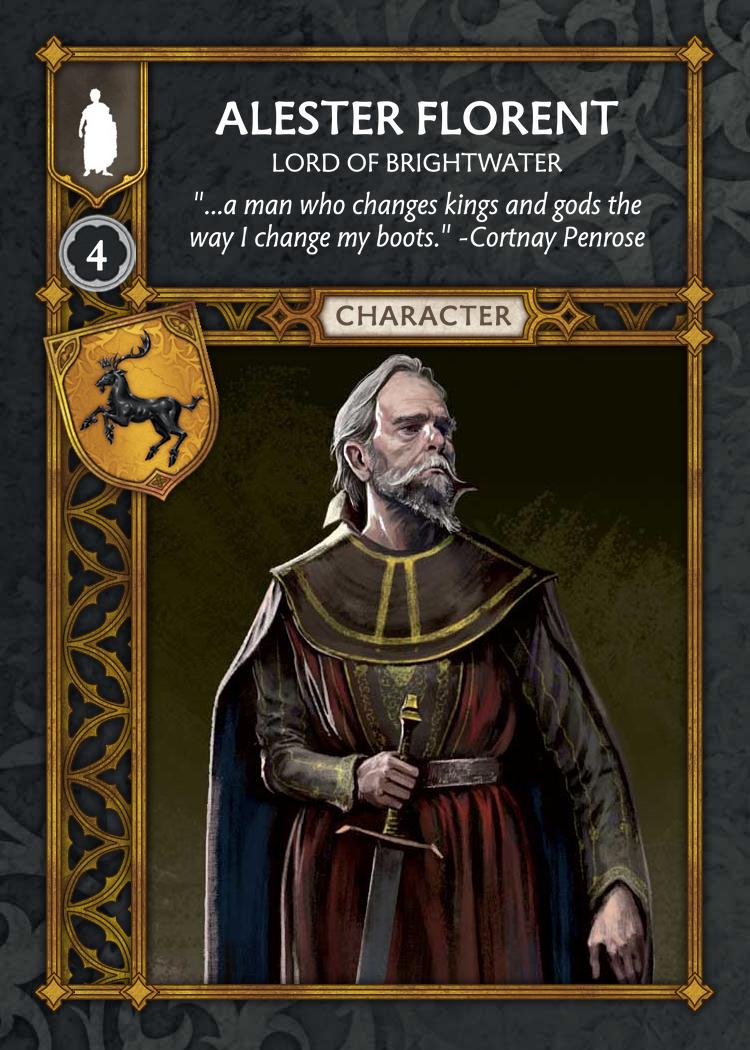 ALESTER FLORENT
LORD OF BRIGHTWATER
"...a man who changes kings and gods the
way I change my boots." -Cortnay Penrose
4
CHARACTER